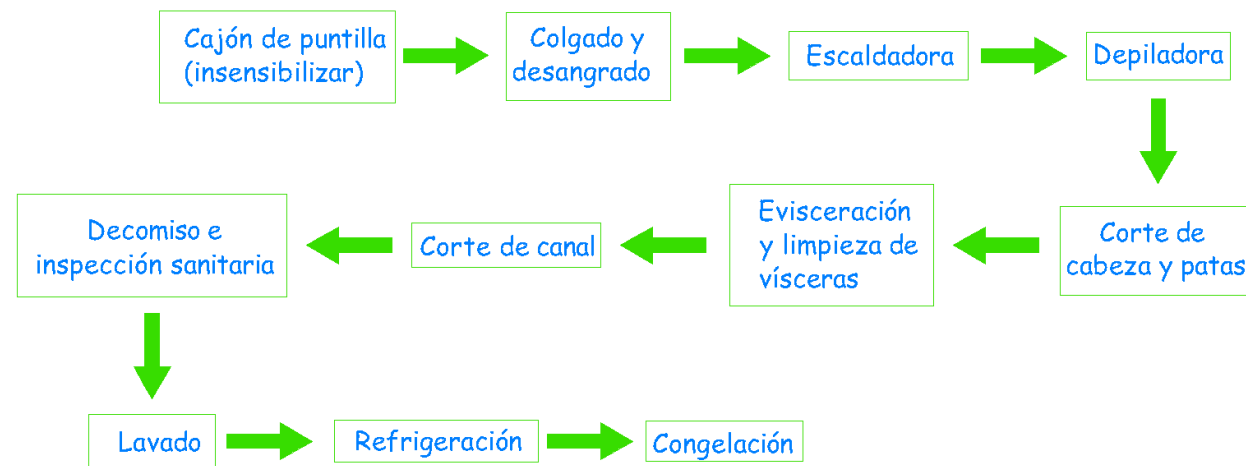 Cajón de puntilla
(insensibilizar)
Colgado y
desangrado
Escaldadora
Depiladora
Corte de
cabeza y patas
Evisceración
y limpieza de
vísceras
Corte de canal
Decomiso e
inspección sanitaria
Lavado
Refrigeración
Congelación